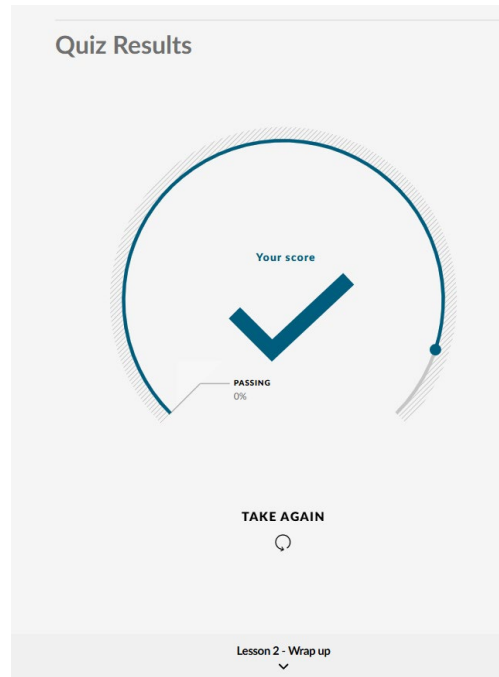 Quiz Results
Your score
PASSING
0%
TAKE AGAIN
Lesson 2 - Wrap up